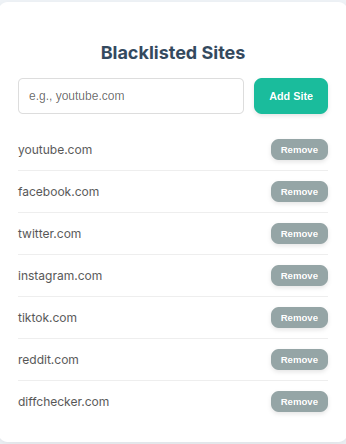 Blacklisted Sites
e.g., youtube.com Add Site
youtube.com Remove
facebook.com Remove
twitter.com Remove
instagram.com Remove
tiktok.com Remove
reddit.com Remove
diffchecker.com Remove